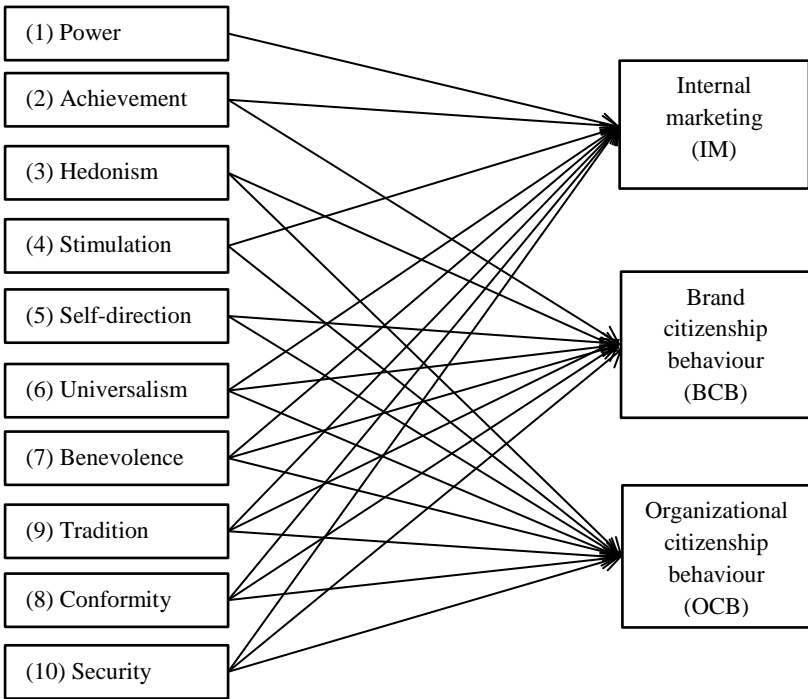 (1) Power
(2) Achievement
(3) Hedonism
(4) Stimulation
(5) Self-direction
(6) Universalism
(7) Benevolence
(9) Tradition
(8) Conformity
(10) Security
Internal
marketing
(IM)
Brand
citizenship
behaviour
(BCB)
Organizational
citizenship
behaviour
(OCB)